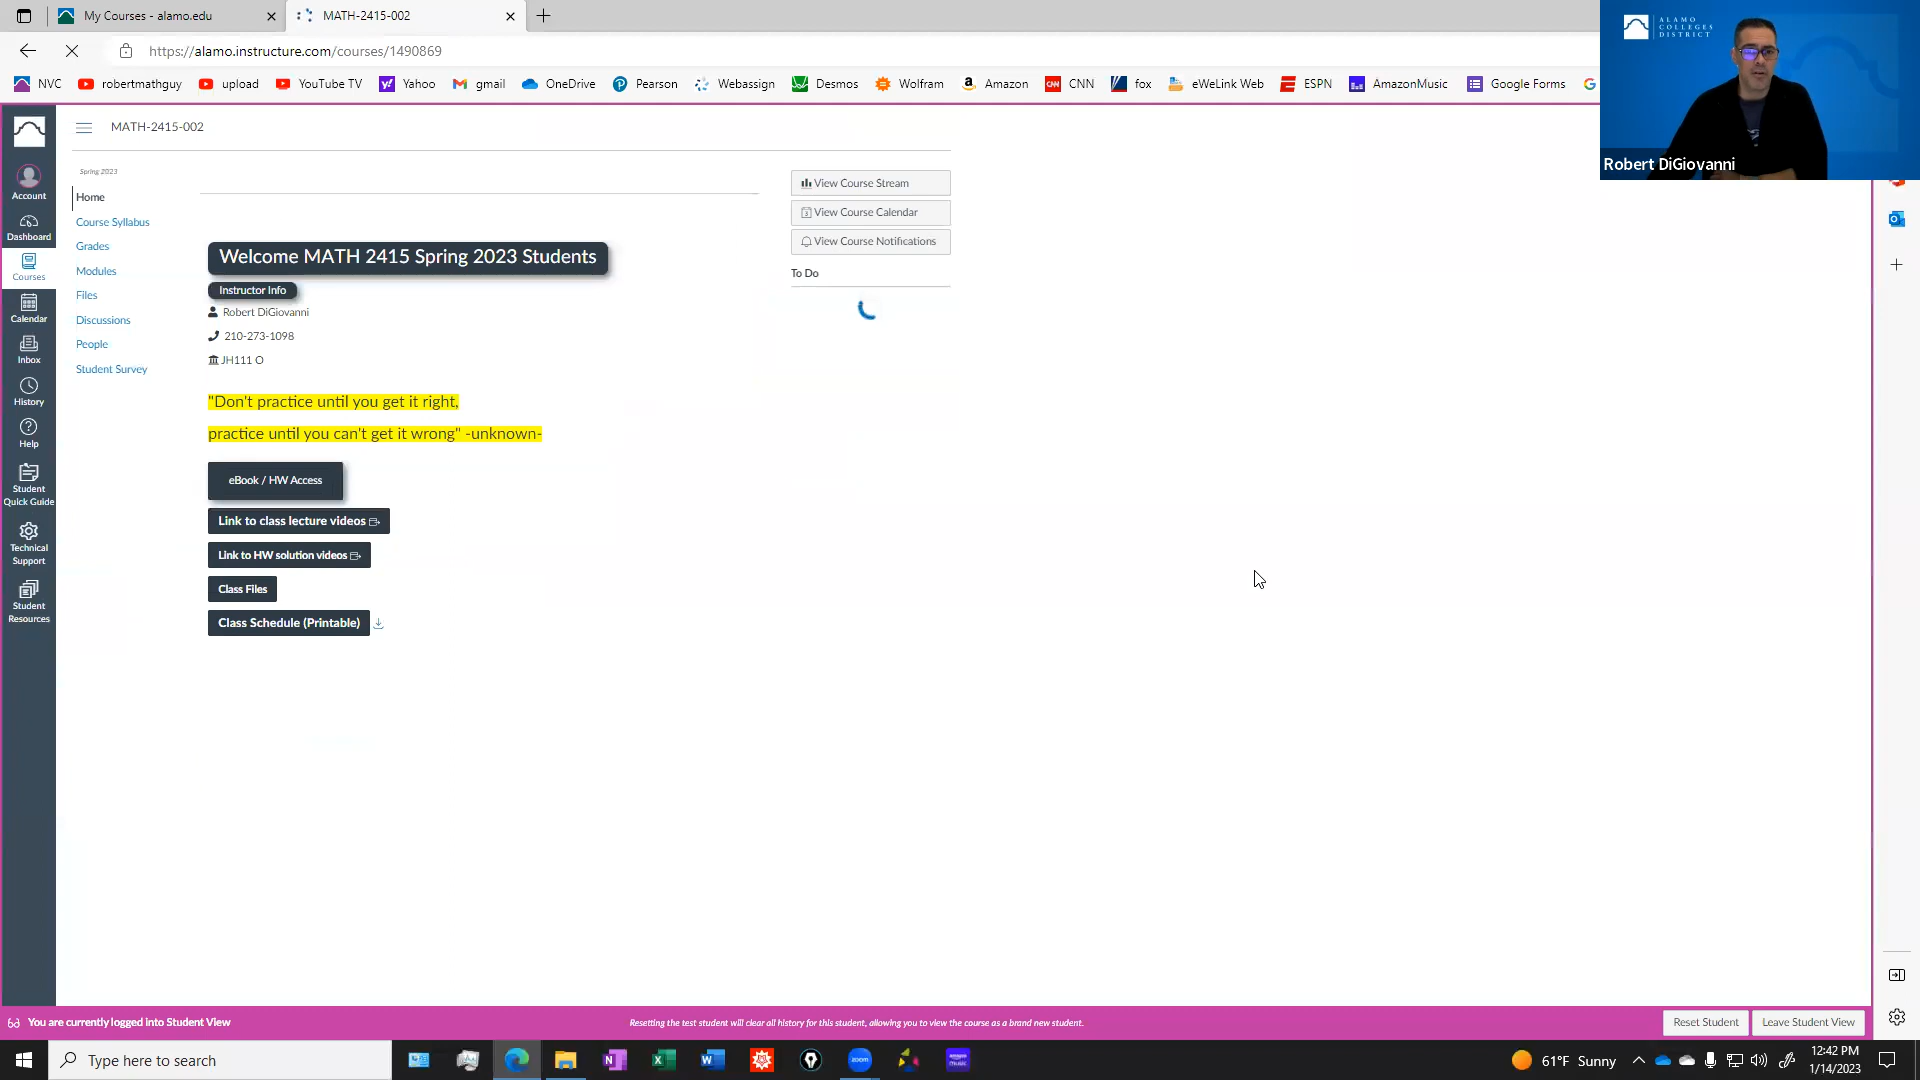 My Courses - alamo.edu
MATH-2415-002
https://alamo.instructure.com/courses/1490869
NVC robertmathguy upload YouTube TV Yahoo gmail OneDrive Pearson Webassign Desmos Wolfram Amazon CNN fox eWeLink Web ESPN AmazonMusic Google Forms
ALAMO
COLLEGES
DISTRICT
Robert DiGiovanni
MATH-2415-002
Account
Dashboard
Courses
Calendar
Inbox
History
Help
Student
Quick Guide
Technical
Support
Student
Resources
Spring 2023
Home
Course Syllabus
Grades
Modules
Files
Discussions
People
Student Survey
Welcome MATH 2415 Spring 2023 Students
Instructor Info
Robert DiGiovanni
210-273-1098
JH111 O
"Don't practice until you get it right,
practice until you can't get it wrong" -unknown-
eBook / HW Access
Link to class lecture videos
Link to HW solution videos
Class Files
Class Schedule (Printable)
View Course Stream
View Course Calendar
View Course Notifications
To Do
You are currently logged into Student View
Resetting the test student will clear all history for this student, allowing you to view the course as a brand new student.
Reset Student
Leave Student View
Type here to search
61°F Sunny
12:42 PM
1/14/2023